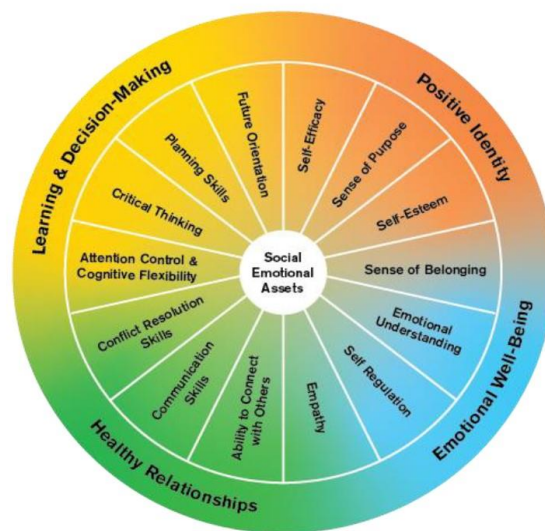 Learning & Decision-Making
Positive Identity
Emotional Well-Being
Healthy Relationships
Social
Emotional
Assets
Self-Efficacy
Sense of Purpose
Self-Esteem
Sense of Belonging
Emotional
Understanding
Self Regulation
Empathy
Ability to Connect
with Others
Communication
Skills
Conflict Resolution
Skills
Attention Control &
Cognitive Flexibility
Critical Thinking
Planning Skills
Future Orientation